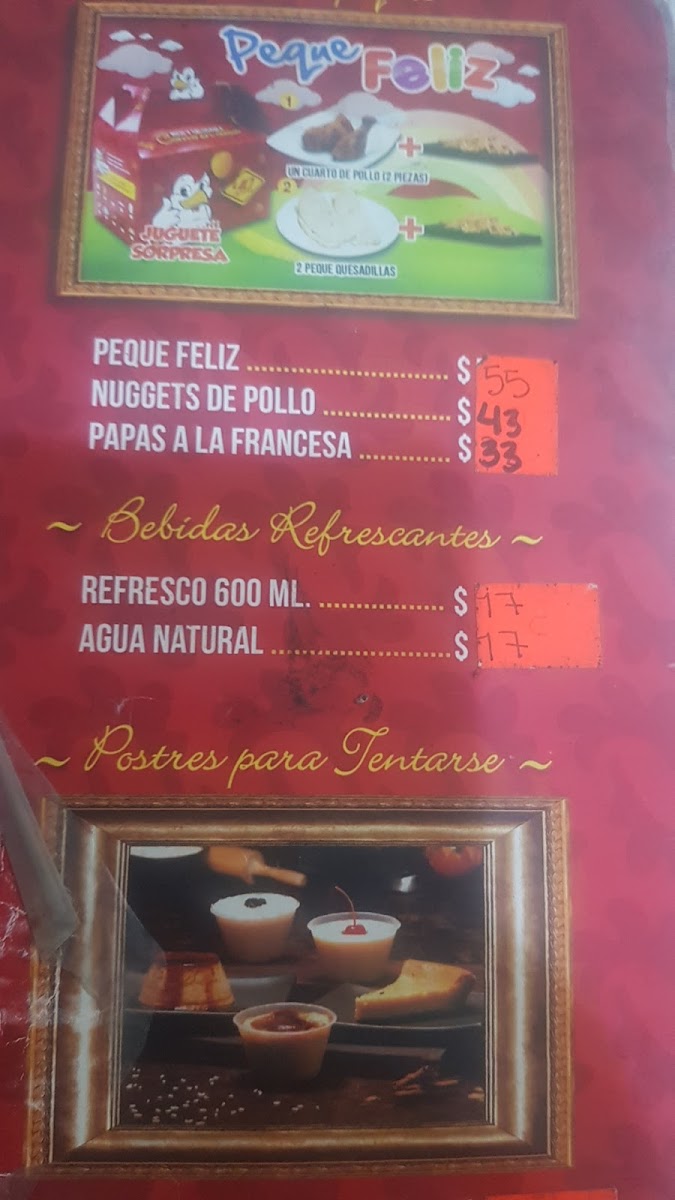 Peque Feliz
1
UN CUARTO DE POLLO (2 PIEZAS)
2
JUGUETE
SORPRESA
2 PEQUE QUESADILLAS
PEQUE FELIZ ........................ $ 55
NUGGETS DE POLLO ............... $ 43
PAPAS A LA FRANCESA ........... $ 33
~ Bebidas Refrescantes ~
REFRESCO 600 ML. ............... $ 17
AGUA NATURAL ..................... $ 17
~ Postres para Tentarse ~